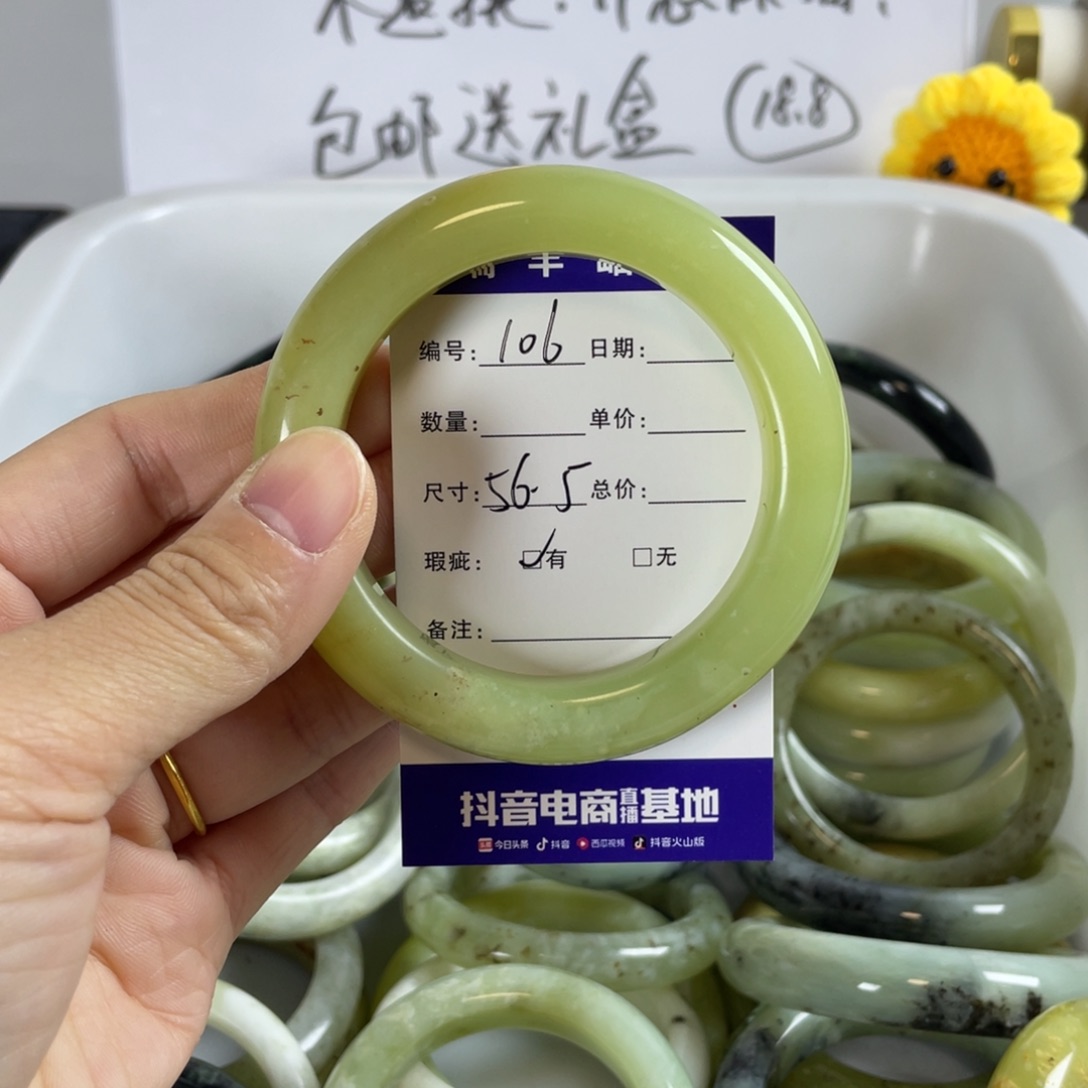 包邮送礼盒 18.8
编号: 106 日期:
数量: 单价:
尺寸: 56.5 总价:
瑕疵: 有 无
备注:
抖音电商直播基地
今日头条 抖音 西瓜视频 抖音火山版